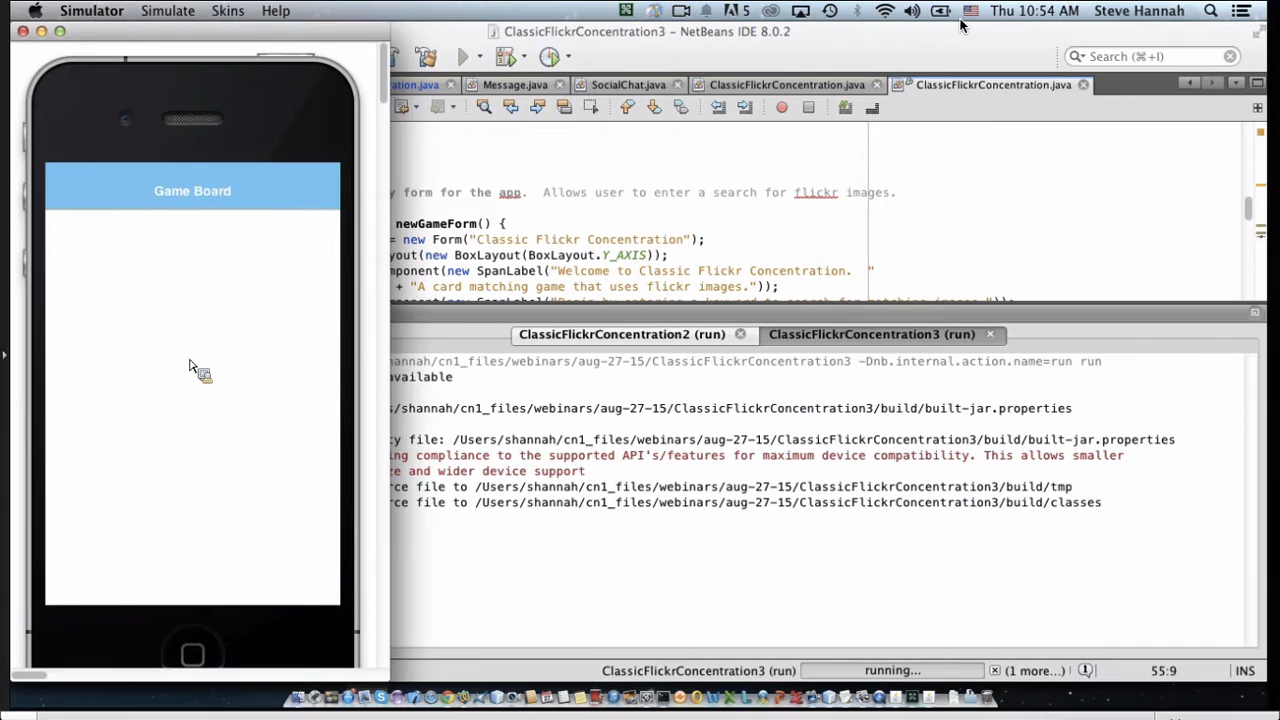 Simulator Simulate Skins Help
5 Thu 10:54 AM Steve Hannah
ClassicFlickrConcentration3 – NetBeans IDE 8.0.2
Search (⌘+I)
ration.java Message.java SocialChat.java ClassicFlickrConcentration.java ClassicFlickrConcentration.java
Game Board
y form for the app. Allows user to enter a search for flickr images.
newGameForm() {
= new Form("Classic Flickr Concentration");
yout(new BoxLayout(BoxLayout.Y_AXIS));
mponent(new SpanLabel("Welcome to Classic Flickr Concentration. "
+ "A card matching game that uses flickr images."));
ClassicFlickrConcentration2 (run) ClassicFlickrConcentration3 (run)
hannah/cn1_files/webinars/aug-27-15/ClassicFlickrConcentration3 -Dnb.internal.action.name=run run
available
s/shannah/cn1_files/webinars/aug-27-15/ClassicFlickrConcentration3/build/built-jar.properties
ty file: /Users/shannah/cn1_files/webinars/aug-27-15/ClassicFlickrConcentration3/build/built-jar.properties
ing compliance to the supported API's/features for maximum device compatibility. This allows smaller
ze and wider device support
rce file to /Users/shannah/cn1_files/webinars/aug-27-15/ClassicFlickrConcentration3/build/tmp
rce file to /Users/shannah/cn1_files/webinars/aug-27-15/ClassicFlickrConcentration3/build/classes
ClassicFlickrConcentration3 (run) running... (1 more...) 55:9 INS